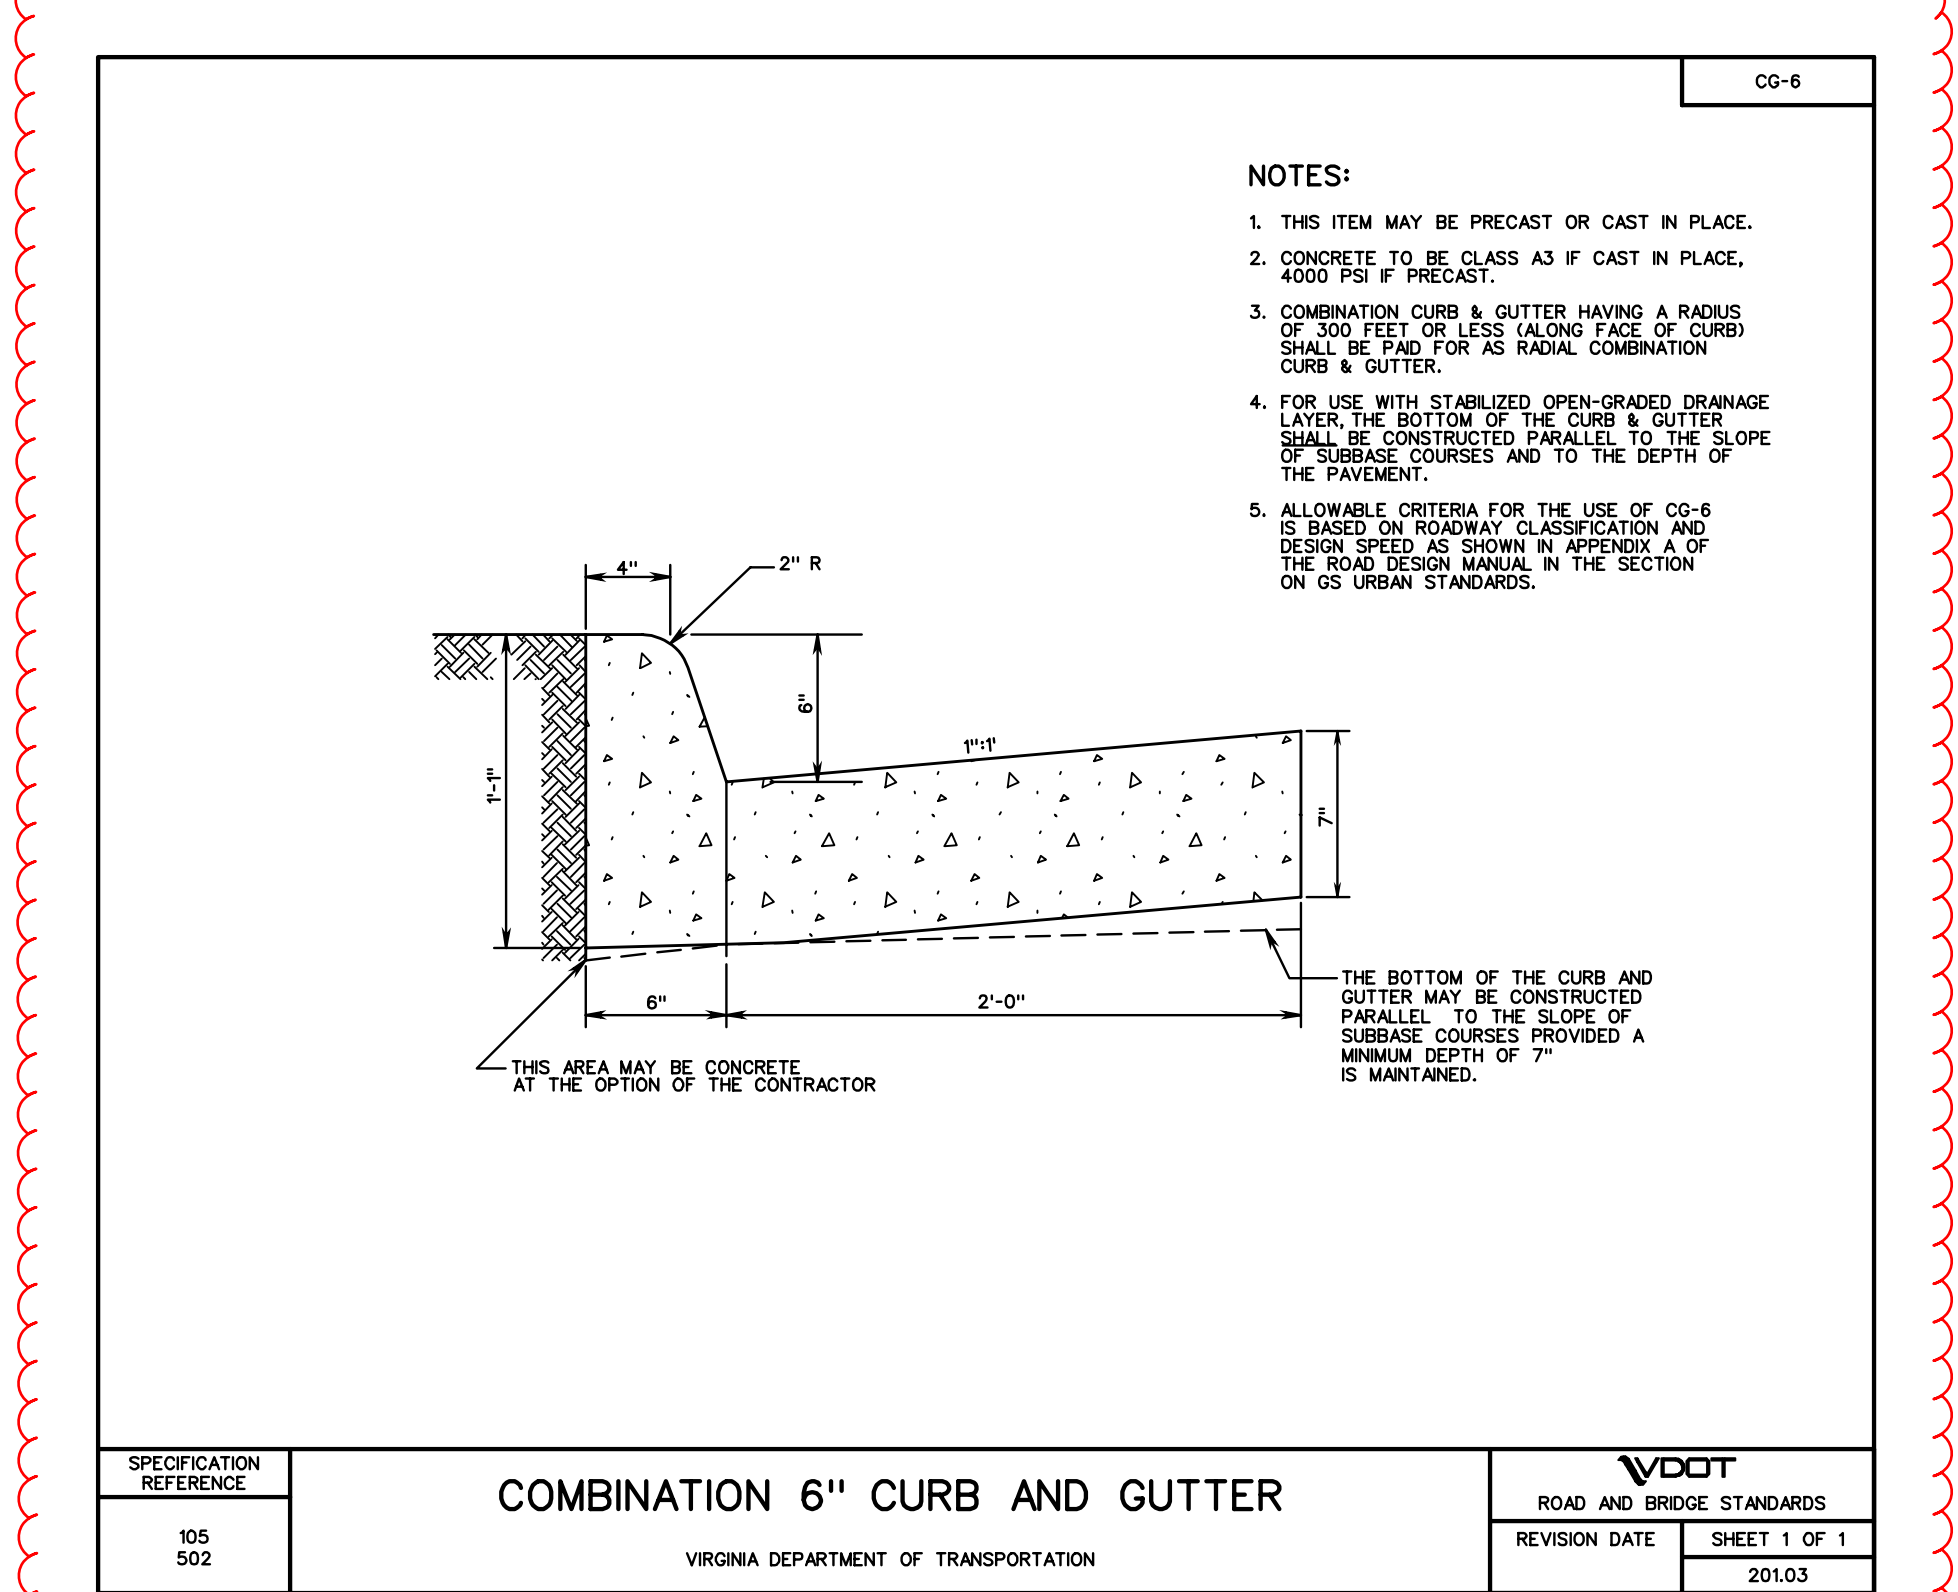 CG-6
NOTES:
1. THIS ITEM MAY BE PRECAST OR CAST IN PLACE.
2. CONCRETE TO BE CLASS A3 IF CAST IN PLACE,
4000 PSI IF PRECAST.
3. COMBINATION CURB & GUTTER HAVING A RADIUS
OF 300 FEET OR LESS (ALONG FACE OF CURB)
SHALL BE PAID FOR AS RADIAL COMBINATION
CURB & GUTTER.
4. FOR USE WITH STABILIZED OPEN-GRADED DRAINAGE
LAYER, THE BOTTOM OF THE CURB & GUTTER
SHALL BE CONSTRUCTED PARALLEL TO THE SLOPE
OF SUBBASE COURSES AND TO THE DEPTH OF
THE PAVEMENT.
5. ALLOWABLE CRITERIA FOR THE USE OF CG-6
IS BASED ON ROADWAY CLASSIFICATION AND
DESIGN SPEED AS SHOWN IN APPENDIX A OF
THE ROAD DESIGN MANUAL IN THE SECTION
ON GS URBAN STANDARDS.
4"
2" R
6"
1":1'
1'-1"
7"
6"
2'-0"
THE BOTTOM OF THE CURB AND
GUTTER MAY BE CONSTRUCTED
PARALLEL TO THE SLOPE OF
SUBBASE COURSES PROVIDED A
MINIMUM DEPTH OF 7"
IS MAINTAINED.
THIS AREA MAY BE CONCRETE
AT THE OPTION OF THE CONTRACTOR
SPECIFICATION
REFERENCE
105
502
COMBINATION 6" CURB AND GUTTER
VIRGINIA DEPARTMENT OF TRANSPORTATION
VDOT
ROAD AND BRIDGE STANDARDS
REVISION DATE
SHEET 1 OF 1
201.03